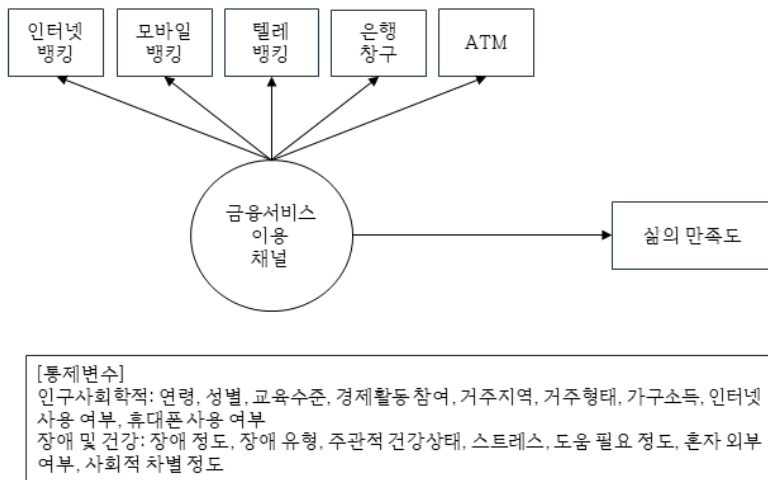 인터넷
뱅킹
모바일
뱅킹
텔레
뱅킹
은행
창구
ATM
금융서비스
이용
채널
삶의 만족도
[통제변수]
인구사회학적: 연령, 성별, 교육수준, 경제활동 참여, 거주지역, 거주형태, 가구소득, 인터넷
사용 여부, 휴대폰 사용 여부
장애 및 건강: 장애 정도, 장애 유형, 주관적 건강상태, 스트레스, 도움 필요 정도, 혼자 외부
여부, 사회적 차별 정도